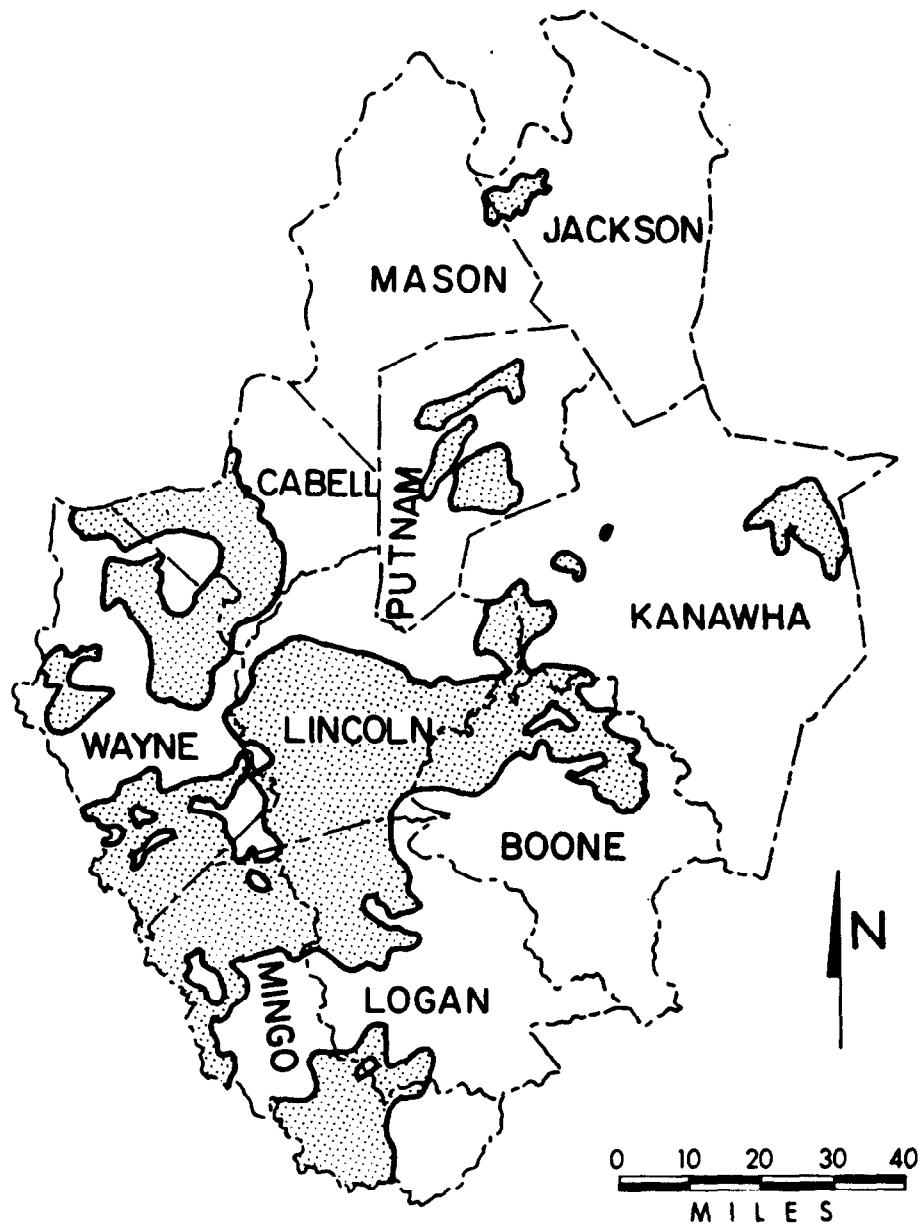 JACKSON
MASON
CABELL
PUTNAM
KANAWHA
LINCOLN
WAYNE
BOONE
N
MINGO
LOGAN
0 10 20 30 40
MILES